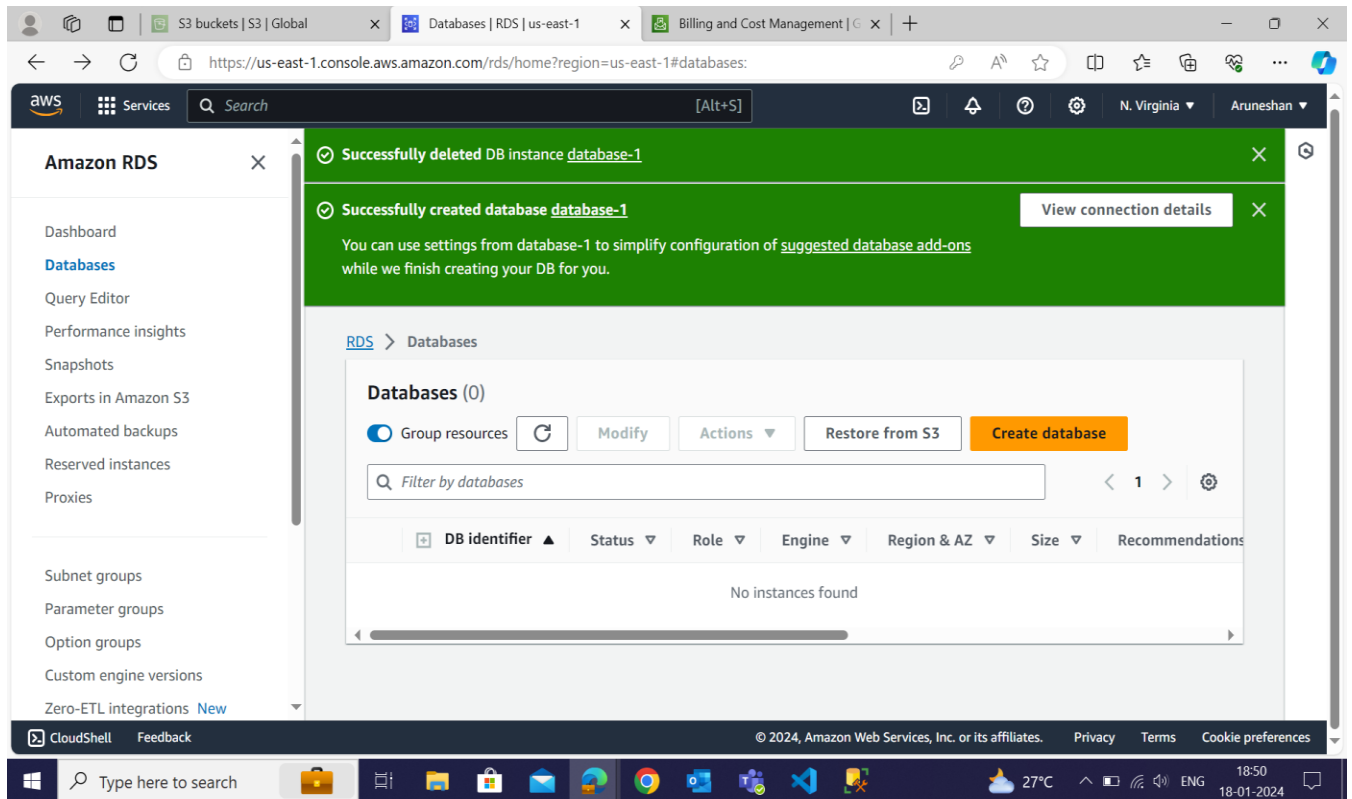 S3 buckets | S3 | Global
Databases | RDS | us-east-1
Billing and Cost Management | G
https://us-east-1.console.aws.amazon.com/rds/home?region=us-east-1#databases:
aws
Services
Search
[Alt+S]
N. Virginia ▼
Aruneshan ▼
Amazon RDS
Dashboard
Databases
Query Editor
Performance insights
Snapshots
Exports in Amazon S3
Automated backups
Reserved instances
Proxies
Subnet groups
Parameter groups
Option groups
Custom engine versions
Zero-ETL integrations New
Successfully deleted DB instance database-1
Successfully created database database-1
View connection details
You can use settings from database-1 to simplify configuration of suggested database add-ons
while we finish creating your DB for you.
RDS > Databases
Databases (0)
Group resources
Modify
Actions ▼
Restore from S3
Create database
Filter by databases
1
DB identifier ▲
Status
Role
Engine
Region & AZ
Size
Recommendations
No instances found
CloudShell
Feedback
© 2024, Amazon Web Services, Inc. or its affiliates.
Privacy
Terms
Cookie preferences
Type here to search
27°C
ENG
18:50
18-01-2024